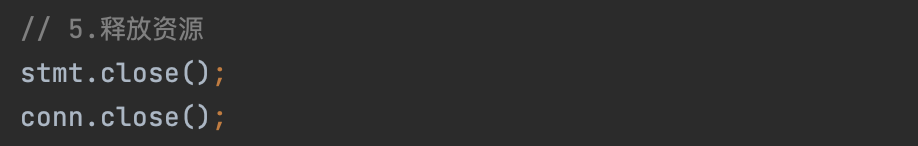 // 5.释放资源
stmt.close();
conn.close();